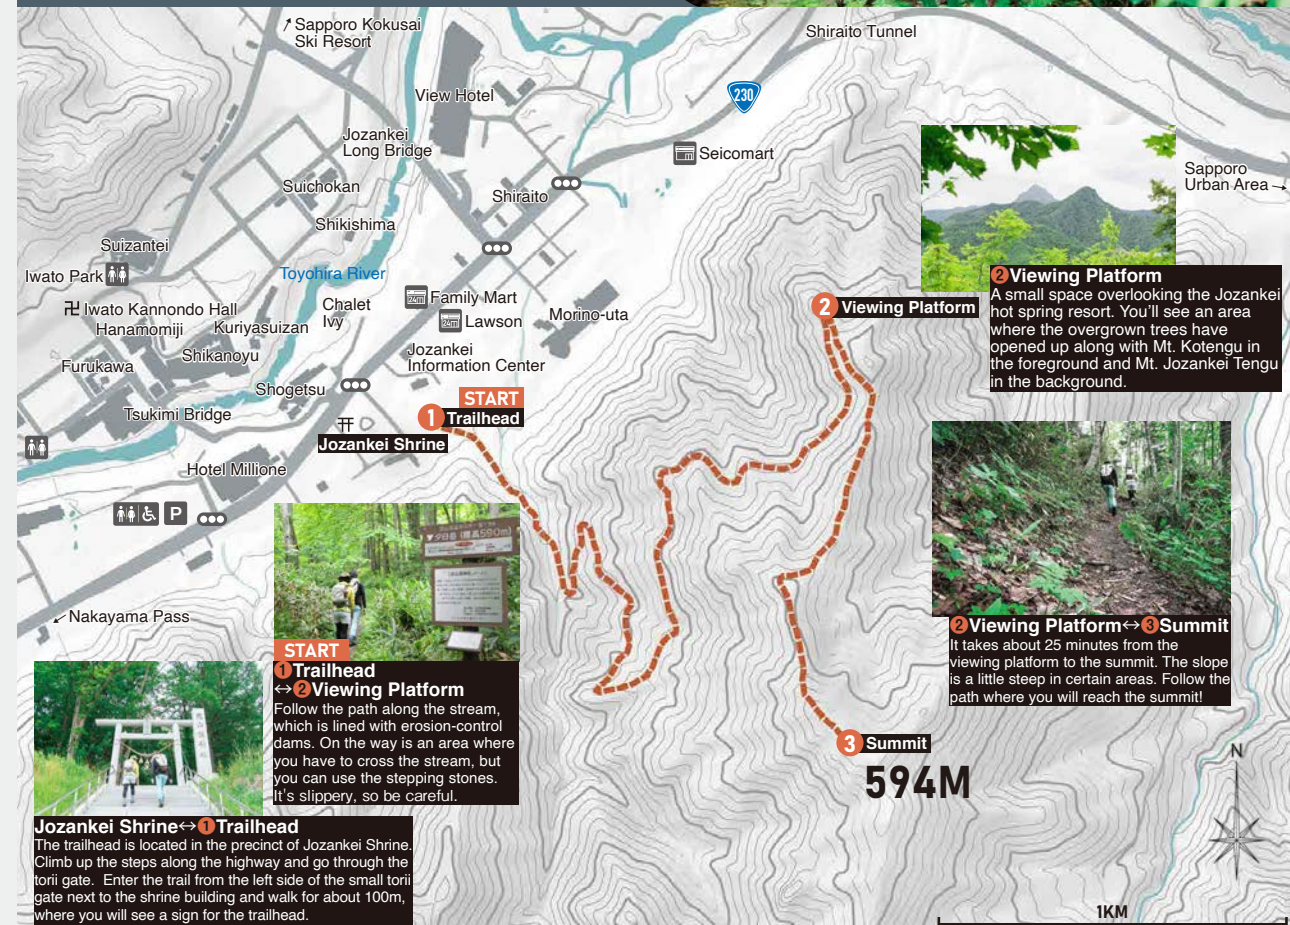 Sapporo Kokusai
Ski Resort
Shiraito Tunnel
View Hotel
230
Jozankei
Long Bridge
Seicomart
Sapporo
Urban Area
Suichokan
Shiraito
Shikishima
Suizantei
Iwato Park
Toyohira River
卍 Iwato Kannondo Hall
Hanamomiji
Kuriyasuizan
Chalet
Ivy
24h Family Mart
24h Lawson
Morino-uta
Shikanoyu
Furukawa
Jozankei
Information Center
Shogetsu
Tsukimi Bridge
START
1 Trailhead
Jozankei Shrine
Hotel Millione
P
Nakayama Pass
2 Viewing Platform
2 Viewing Platform
A small space overlooking the Jozankei
hot spring resort. You'll see an area
where the overgrown trees have
opened up along with Mt. Kotengu in
the foreground and Mt. Jozankei Tengu
in the background.
2 Viewing Platform↔3 Summit
It takes about 25 minutes from the
viewing platform to the summit. The slope
is a little steep in certain areas. Follow the
path where you will reach the summit!
3 Summit
594M
▼夕日岳(標高590m)
START
1 Trailhead
↔2 Viewing Platform
Follow the path along the stream,
which is lined with erosion-control
dams. On the way is an area where
you have to cross the stream, but
you can use the stepping stones.
It's slippery, so be careful.
Jozankei Shrine↔1 Trailhead
The trailhead is located in the precinct of Jozankei Shrine.
Climb up the steps along the highway and go through the
torii gate. Enter the trail from the left side of the small torii
gate next to the shrine building and walk for about 100m,
where you will see a sign for the trailhead.
N
1KM